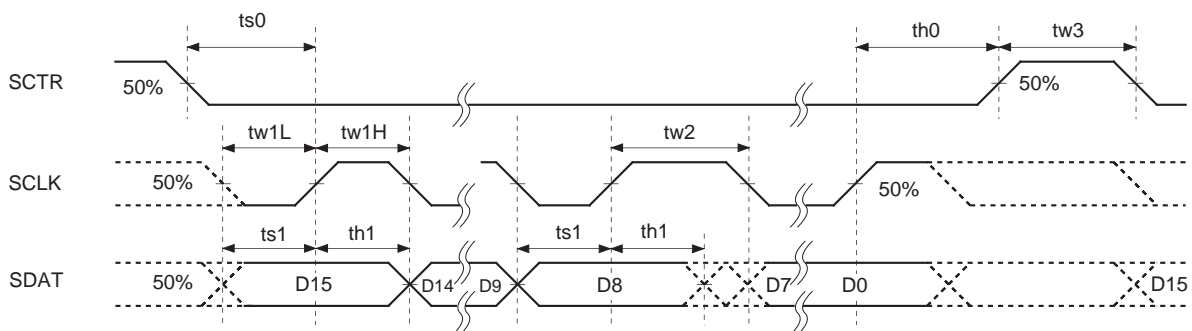 ts0 th0 tw3
SCTR 50% 50%
tw1L tw1H tw2
SCLK 50% 50%
ts1 th1 ts1 th1
SDAT 50% D15 D14 D9 D8 D7 D0 D15